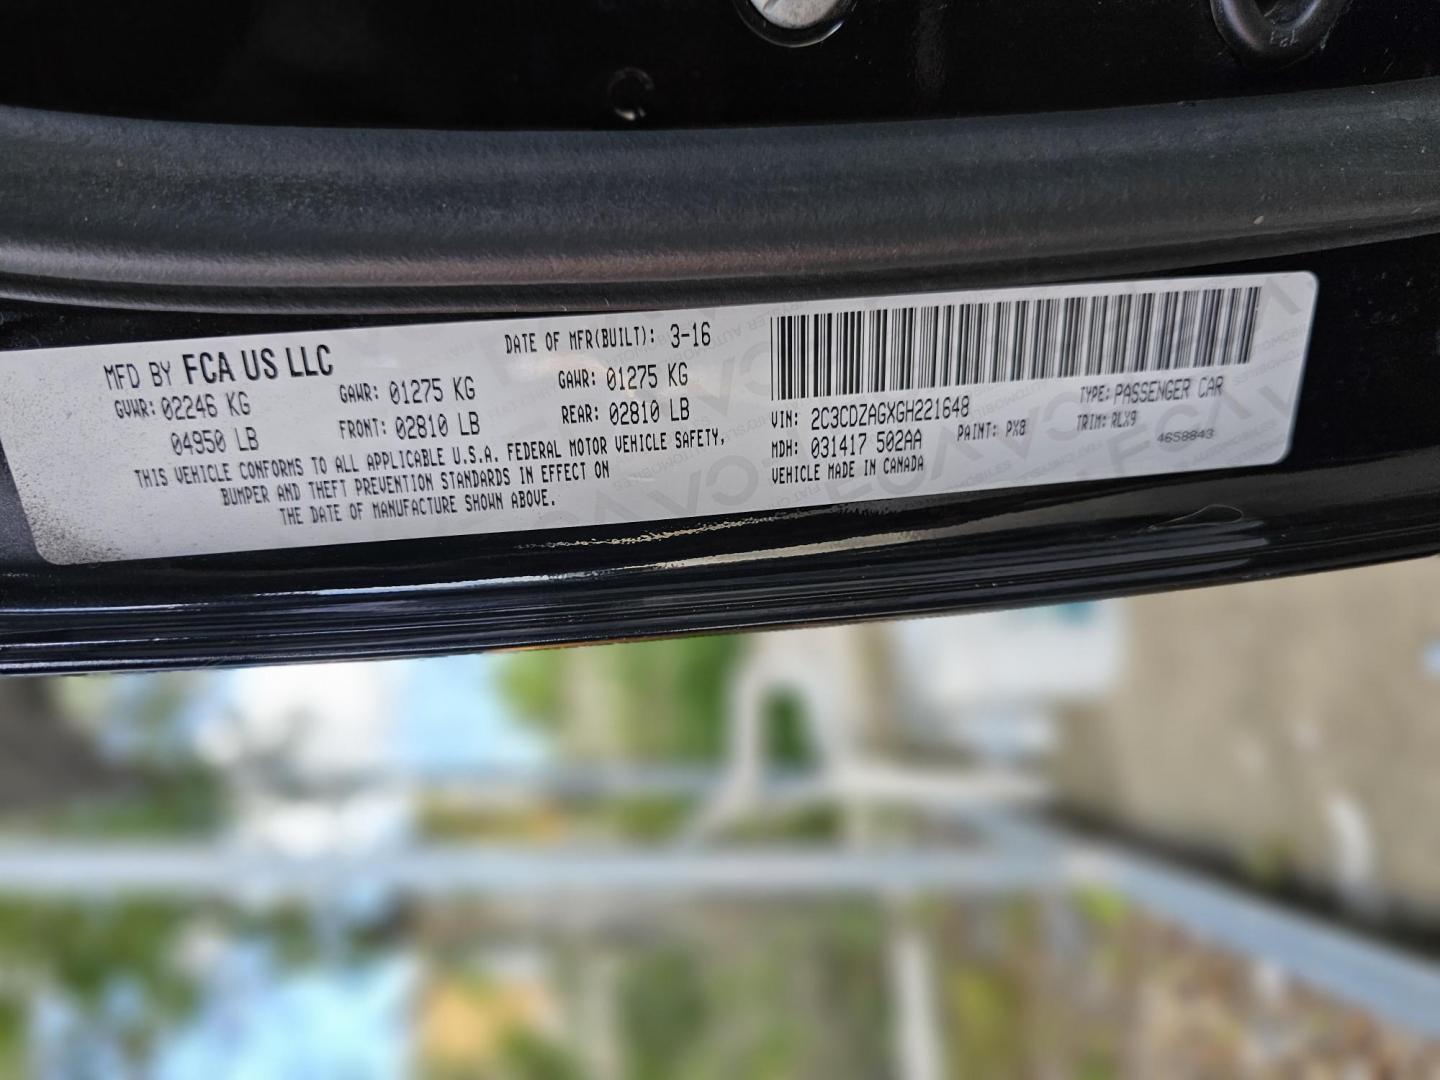 MFD BY FCA US LLC DATE OF MFR(BUILT): 3-16
GVWR: 02246 KG GAWR: 01275 KG GAWR: 01275 KG
04950 LB FRONT: 02810 LB REAR: 02810 LB
THIS VEHICLE CONFORMS TO ALL APPLICABLE U.S.A. FEDERAL MOTOR VEHICLE SAFETY,
BUMPER AND THEFT PREVENTION STANDARDS IN EFFECT ON
THE DATE OF MANUFACTURE SHOWN ABOVE.
VIN: 2C3CDZAGXGH221648 TYPE: PASSENGER CAR
MDH: 031417 502AA PAINT: PX8 TRIM: RLX9
VEHICLE MADE IN CANADA 4658843